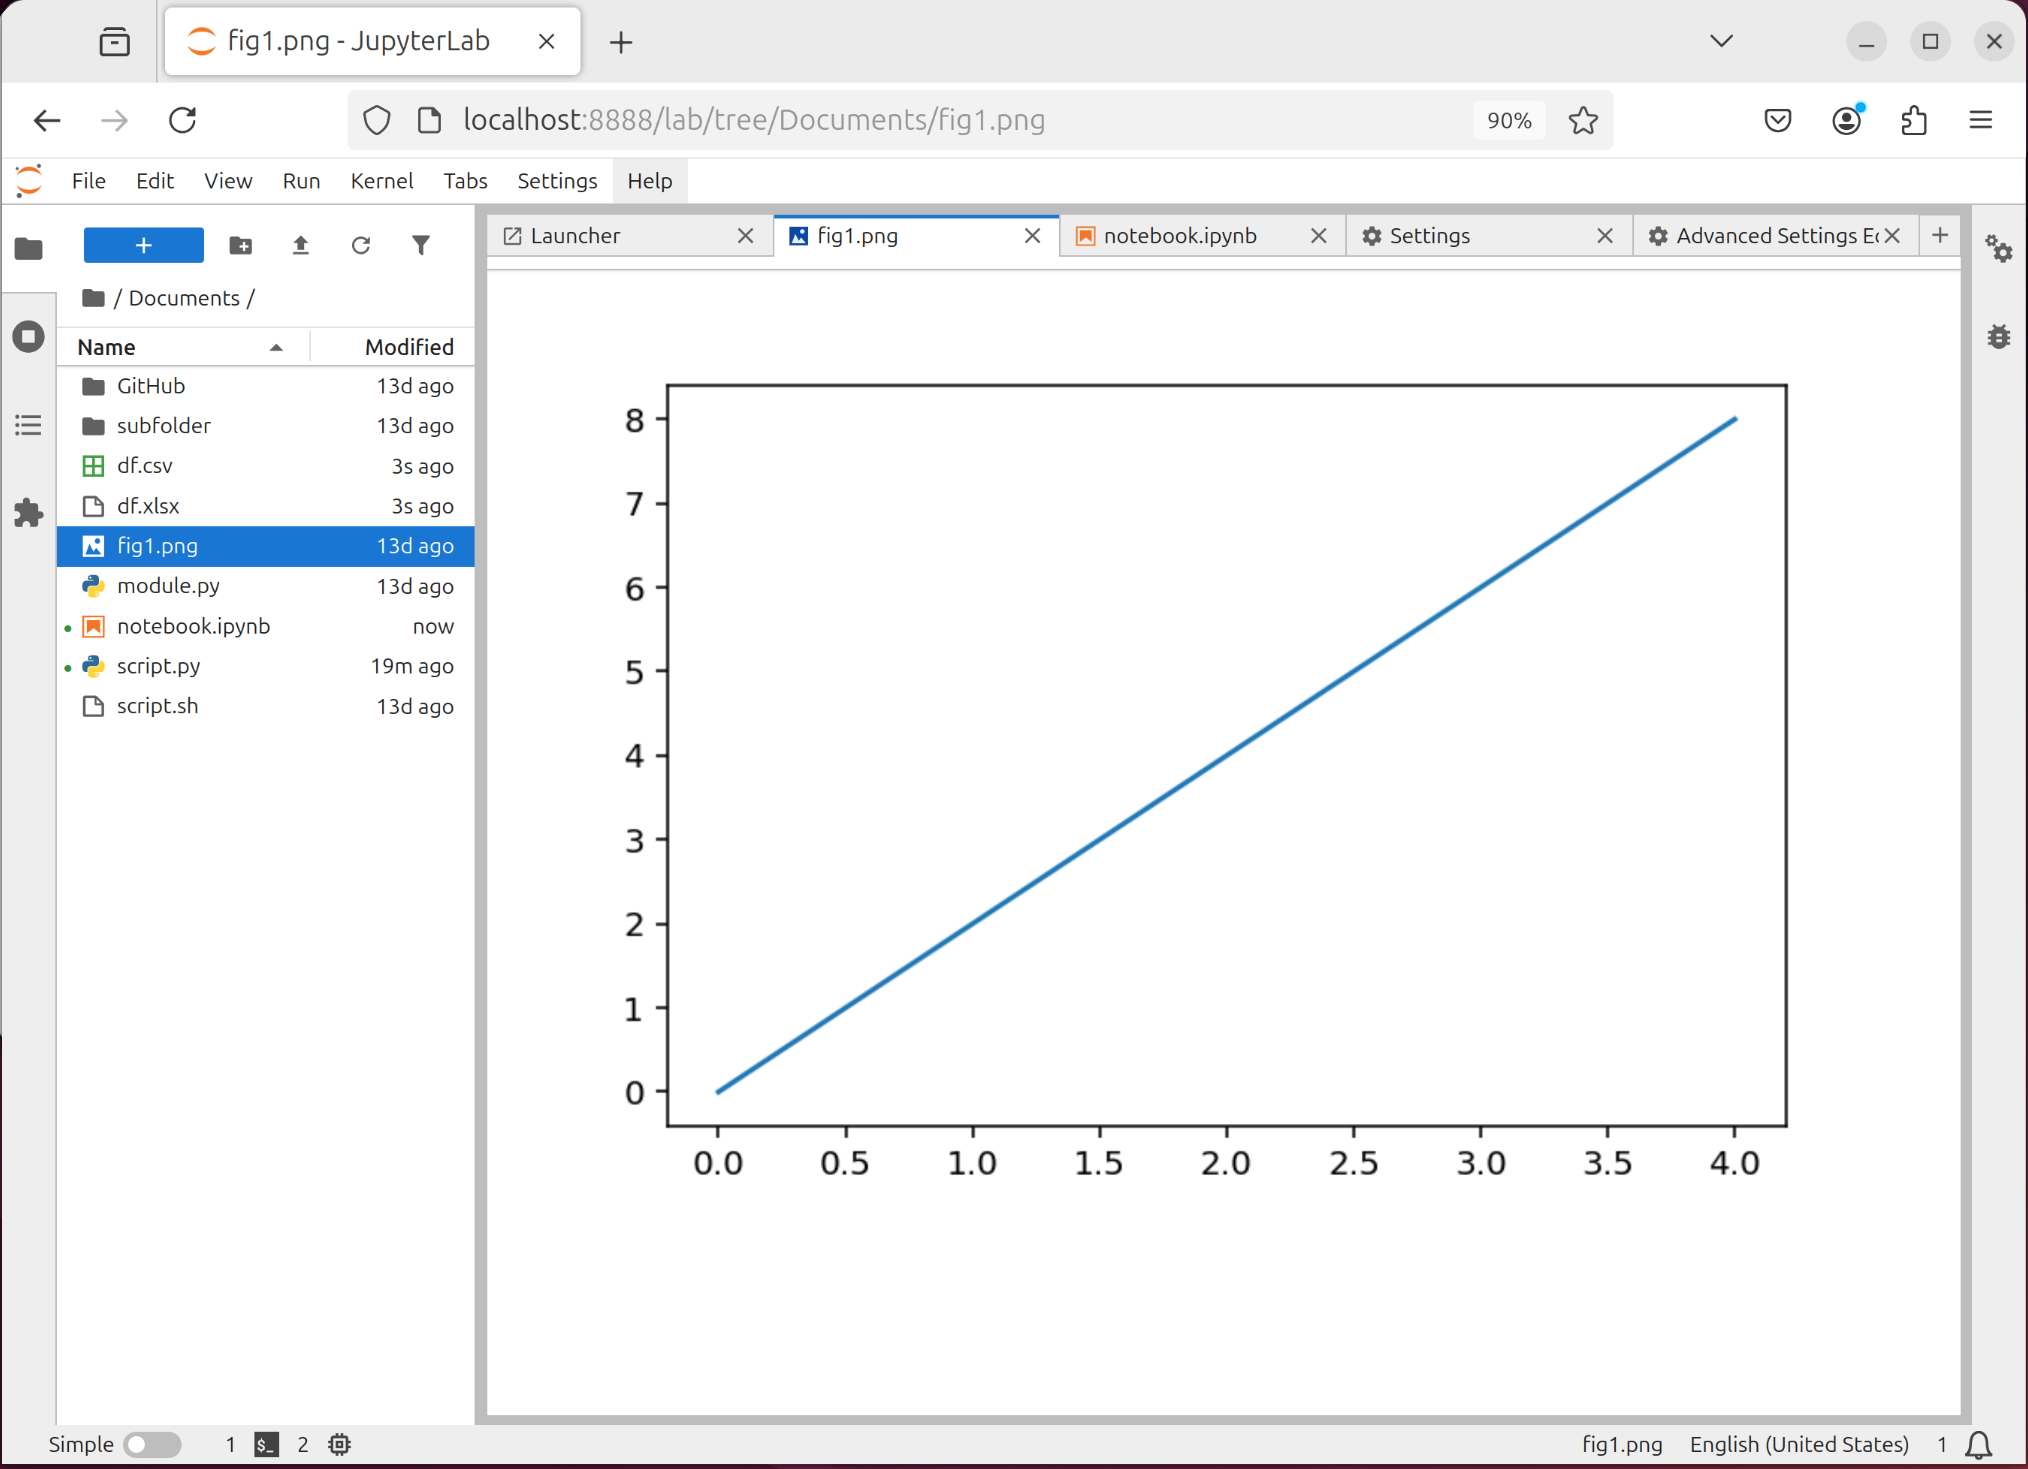 fig1.png - JupyterLab
localhost:8888/lab/tree/Documents/fig1.png 90%
File Edit View Run Kernel Tabs Settings Help
Launcher fig1.png notebook.ipynb Settings Advanced Settings Ec
/ Documents /
Name Modified
GitHub 13d ago
subfolder 13d ago
df.csv 3s ago
df.xlsx 3s ago
fig1.png 13d ago
module.py 13d ago
notebook.ipynb now
script.py 19m ago
script.sh 13d ago
8
7
6
5
4
3
2
1
0
0.0 0.5 1.0 1.5 2.0 2.5 3.0 3.5 4.0
Simple 1 $_ 2 fig1.png English (United States) 1